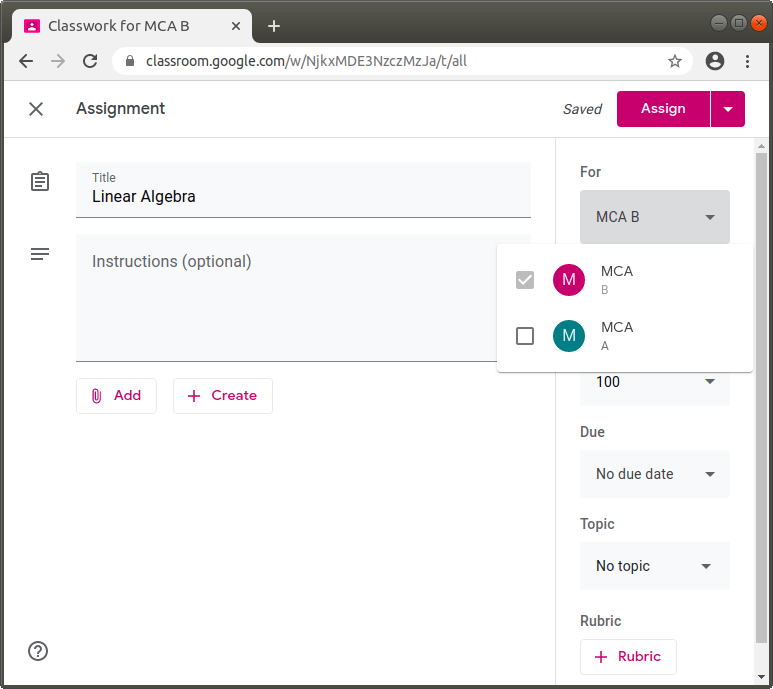 Classwork for MCA B
classroom.google.com/w/NjkxMDE3NzczMzJa/t/all
Assignment
Saved
Assign
Title
Linear Algebra
Instructions (optional)
Add
Create
For
MCA B
M
MCA
B
M
MCA
A
100
Due
No due date
Topic
No topic
Rubric
Rubric